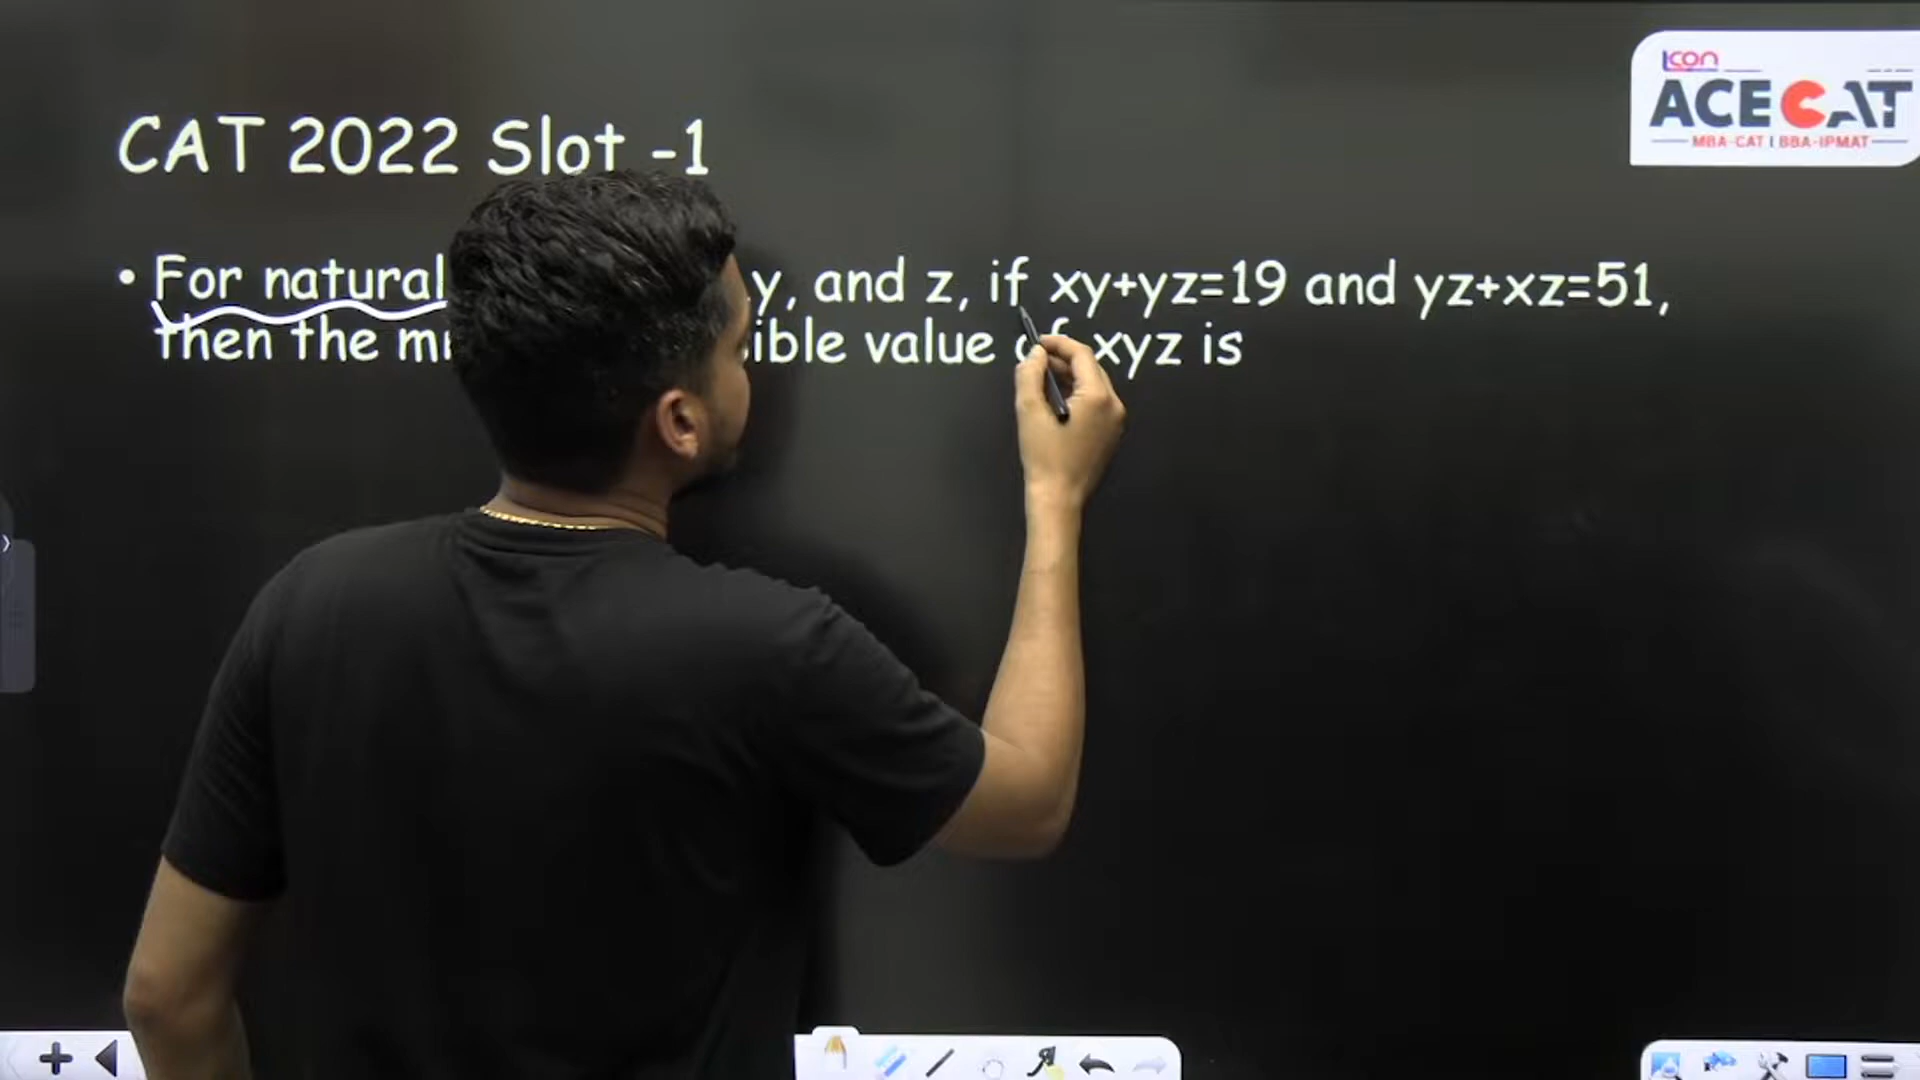 Icon
ACE CAT
MBA-CAT | BBA-IPMAT
CAT 2022 Slot -1
• For natural y, and z, if xy+yz=19 and yz+xz=51,
then the value xyz is